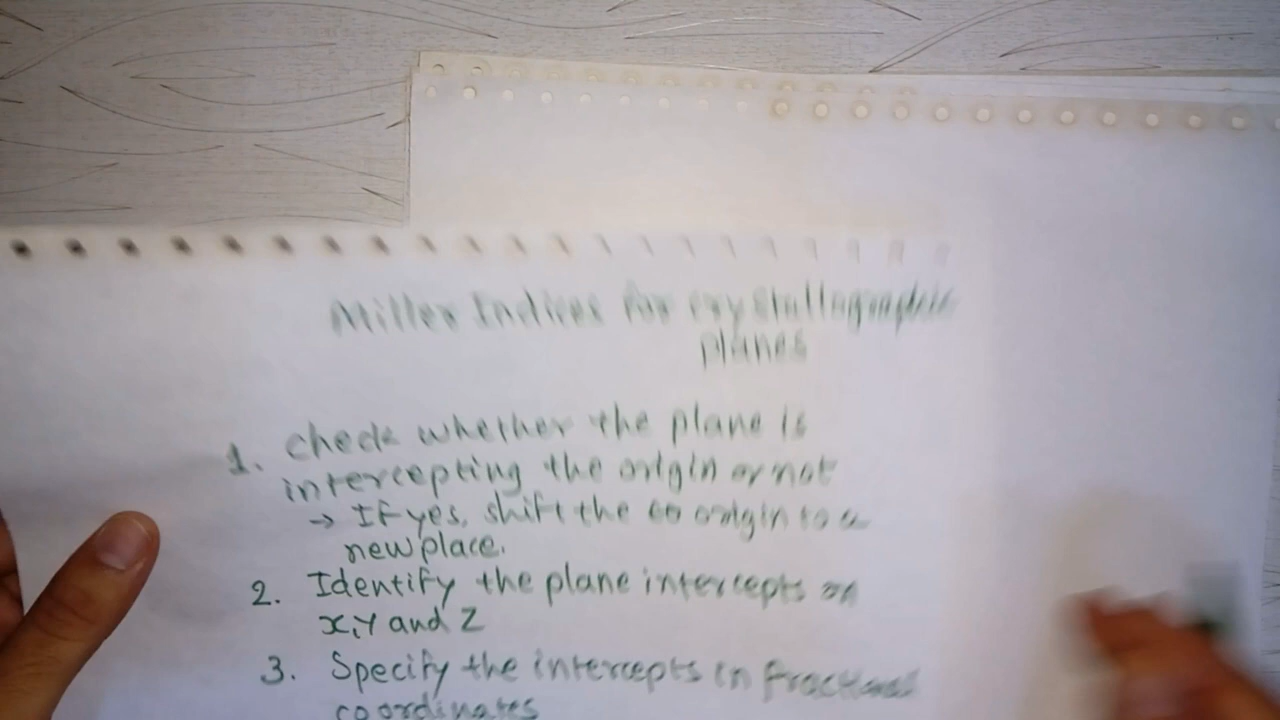 Miller Indices for crystallographic
planes
1. check whether the plane is
intercepting the origin or not
→ If yes, shift the co origin to a
new place.
2. Identify the plane intercepts on
x, y and z
3. Specify the intercepts in fractional
coordinates